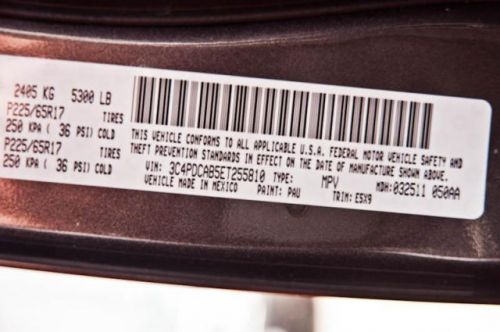 2405 KG 5300 LB
P225/65R17 TIRES
250 KPA ( 36 PSI) COLD
P225/65R17 TIRES
250 KPA ( 36 PSI) COLD
THIS VEHICLE CONFORMS TO ALL APPLICABLE U.S.A. FEDERAL MOTOR VEHICLE SAFETY AND
THEFT PREVENTION STANDARDS IN EFFECT ON THE DATE OF MANUFACTURE SHOWN ABOVE.
VIN: 3C4PDCAB5ET255810 TYPE: MPV MDH:032511 050AA
VEHICLE MADE IN MEXICO PAINT: PAU TRIM: E5X9